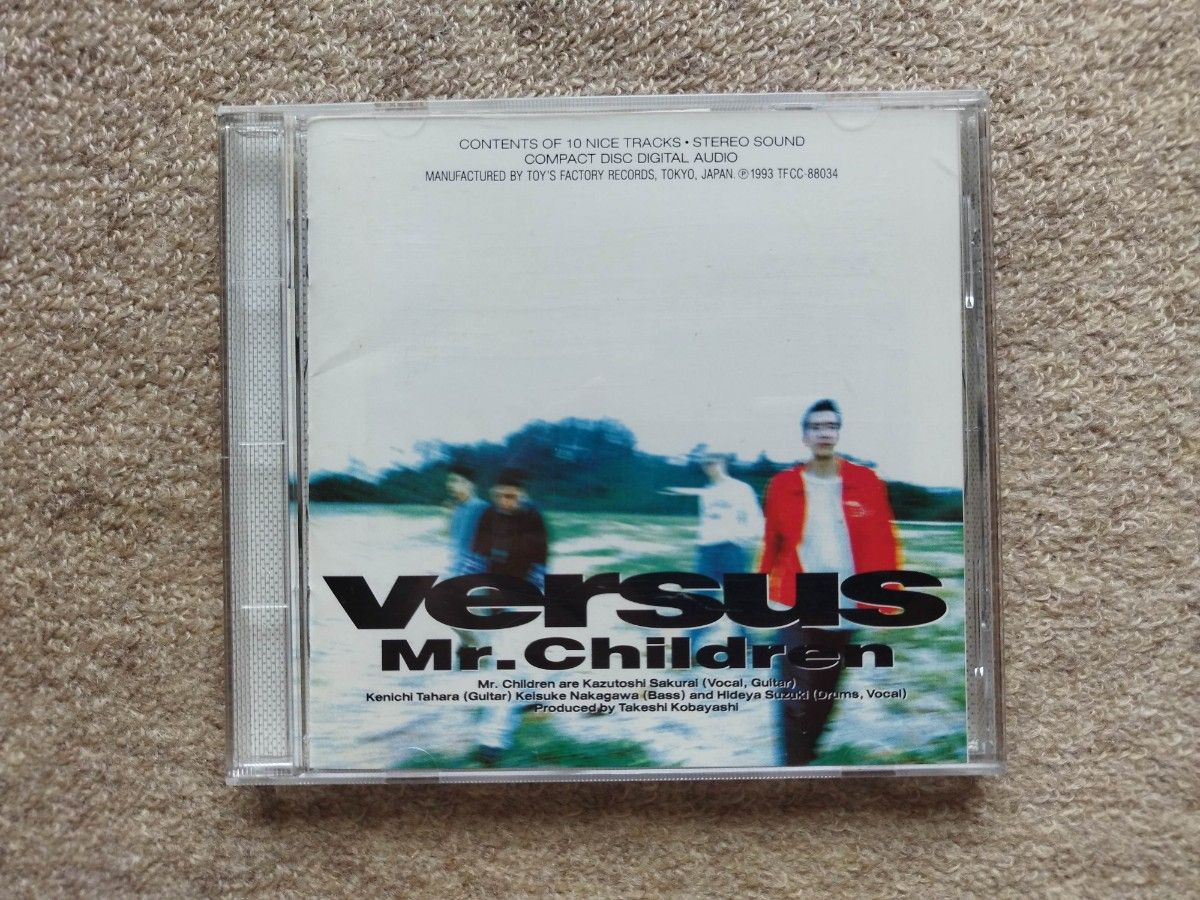 CONTENTS OF 10 NICE TRACKS • STEREO SOUND
COMPACT DISC DIGITAL AUDIO
MANUFACTURED BY TOY'S FACTORY RECORDS, TOKYO, JAPAN. ℗1993 TFCC-88034
versus
Mr. Children
Mr. Children are Kazutoshi Sakurai (Vocal, Guitar)
Kenichi Tahara (Guitar) Keisuke Nakagawa (Bass) and Hideya Suzuki (Drums, Vocal)
Produced by Takeshi Kobayashi